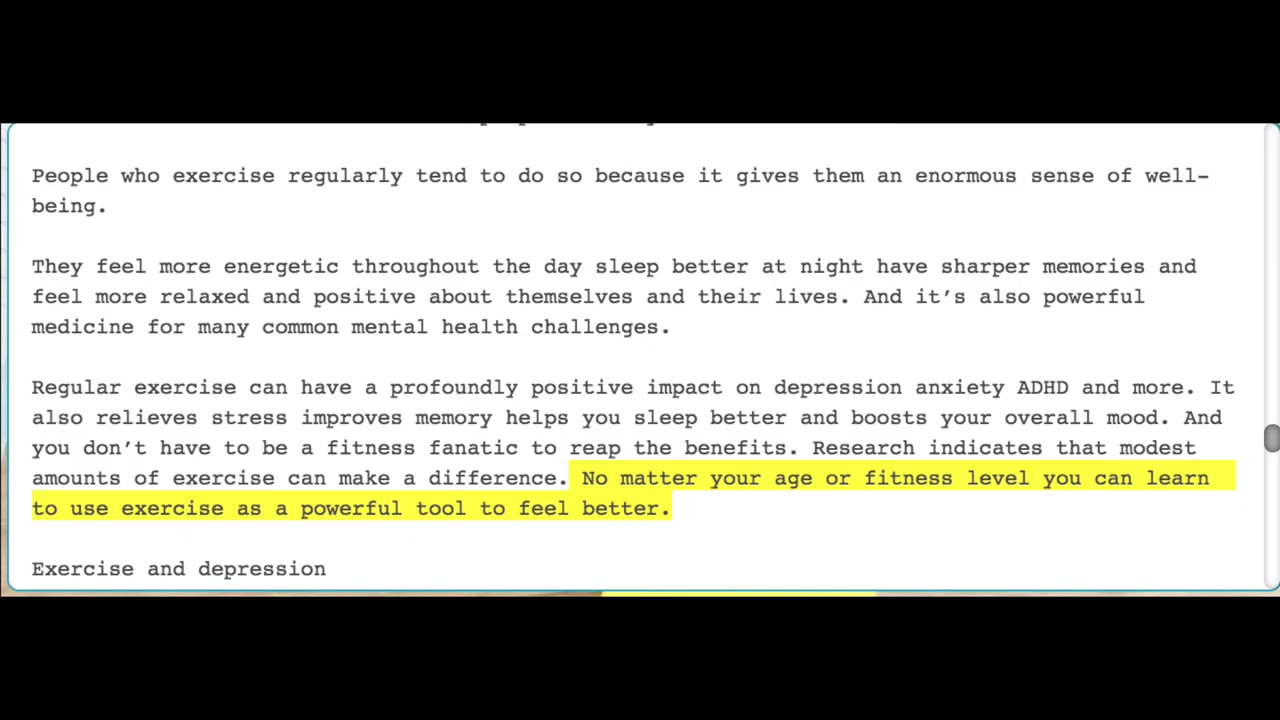 People who exercise regularly tend to do so because it gives them an enormous sense of well-
being.
They feel more energetic throughout the day sleep better at night have sharper memories and
feel more relaxed and positive about themselves and their lives. And it’s also powerful
medicine for many common mental health challenges.
Regular exercise can have a profoundly positive impact on depression anxiety ADHD and more. It
also relieves stress improves memory helps you sleep better and boosts your overall mood. And
you don’t have to be a fitness fanatic to reap the benefits. Research indicates that modest
amounts of exercise can make a difference. No matter your age or fitness level you can learn
to use exercise as a powerful tool to feel better.
Exercise and depression